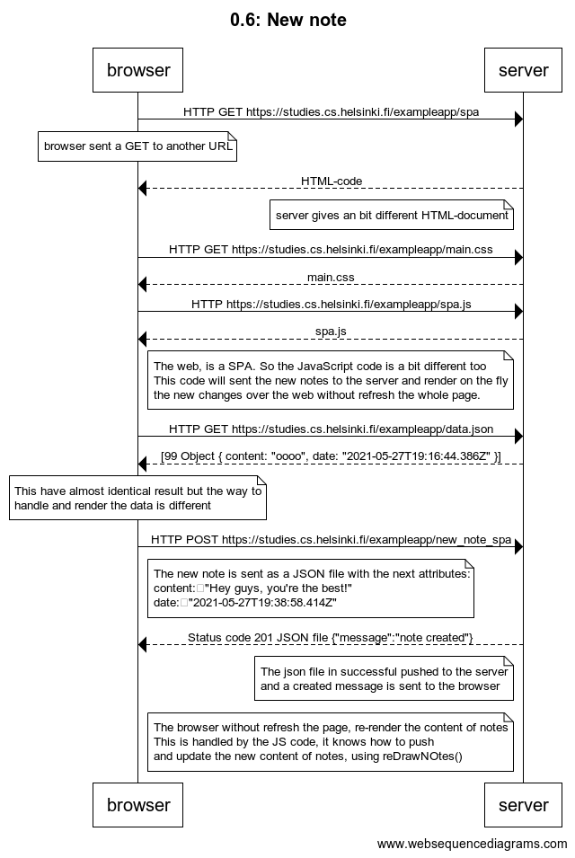 0.6: New note
browser
server
HTTP GET https://studies.cs.helsinki.fi/exampleapp/spa
browser sent a GET to another URL
HTML-code
server gives an bit different HTML-document
HTTP GET https://studies.cs.helsinki.fi/exampleapp/main.css
main.css
HTTP https://studies.cs.helsinki.fi/exampleapp/spa.js
spa.js
The web, is a SPA. So the JavaScript code is a bit different too
This code will sent the new notes to the server and render on the fly
the new changes over the web without refresh the whole page.
HTTP GET https://studies.cs.helsinki.fi/exampleapp/data.json
[99 Object { content: "oooo", date: "2021-05-27T19:16:44.386Z" }]
This have almost identical result but the way to
handle and render the data is different
HTTP POST https://studies.cs.helsinki.fi/exampleapp/new_note_spa
The new note is sent as a JSON file with the next attributes:
content:□"Hey guys, you're the best!"
date:□"2021-05-27T19:38:58.414Z"
Status code 201 JSON file {"message":"note created"}
The json file in successful pushed to the server
and a created message is sent to the browser
The browser without refresh the page, re-render the content of notes
This is handled by the JS code, it knows how to push
and update the new content of notes, using reDrawNOtes()
browser
server
www.websequencediagrams.com